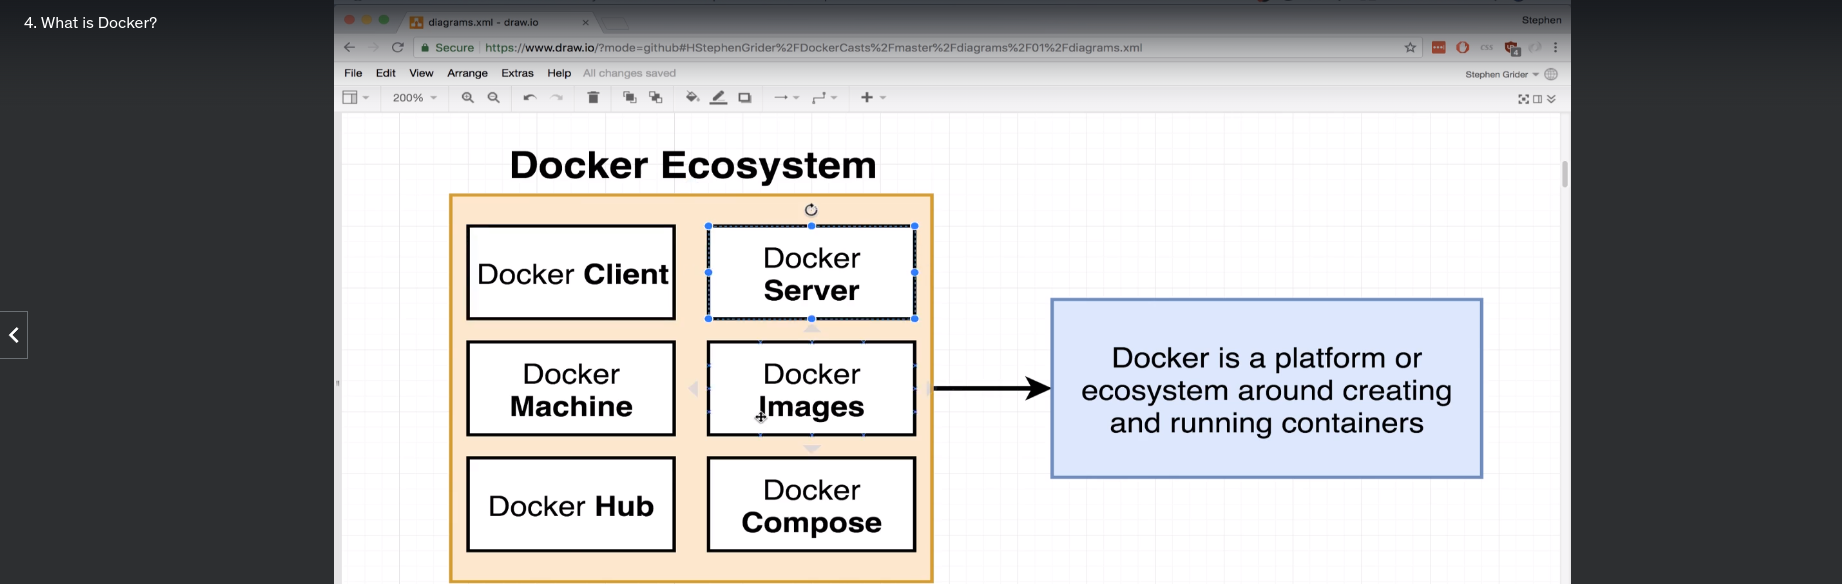 4. What is Docker?
diagrams.xml - draw.io
Stephen
Secure https://www.draw.io/?mode=github#HStephenGrider%2FDockerCasts%2Fmaster%2Fdiagrams%2F01%2Fdiagrams.xml
File Edit View Arrange Extras Help All changes saved
Stephen Grider
200%
Docker Ecosystem
Docker Client
Docker
Server
Docker
Machine
Docker
Images
Docker Hub
Docker
Compose
Docker is a platform or
ecosystem around creating
and running containers